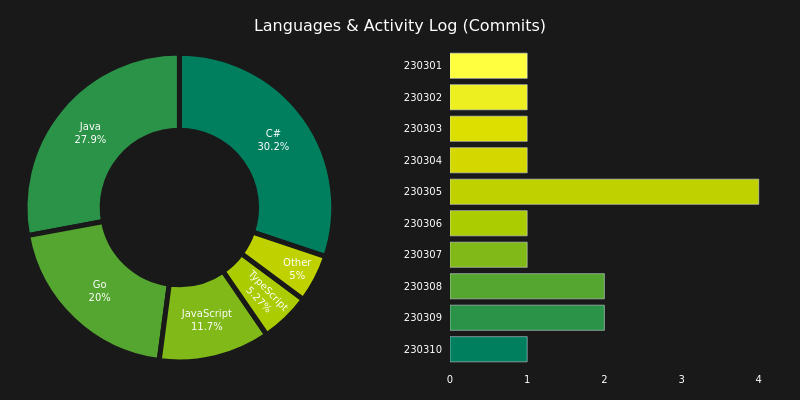 Languages & Activity Log (Commits)
Java
27.9%
C#
30.2%
Go
20%
JavaScript
11.7%
TypeScript
5.27%
Other
5%
230301
230302
230303
230304
230305
230306
230307
230308
230309
230310
0 1 2 3 4